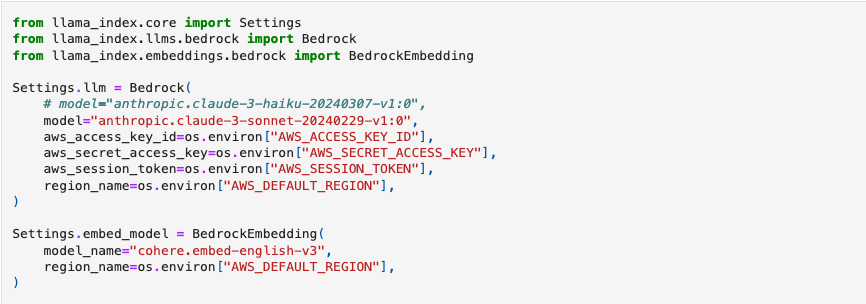 from llama_index.core import Settings
from llama_index.llms.bedrock import Bedrock
from llama_index.embeddings.bedrock import BedrockEmbedding

Settings.llm = Bedrock(
    # model="anthropic.claude-3-haiku-20240307-v1:0",
    model="anthropic.claude-3-sonnet-20240229-v1:0",
    aws_access_key_id=os.environ["AWS_ACCESS_KEY_ID"],
    aws_secret_access_key=os.environ["AWS_SECRET_ACCESS_KEY"],
    aws_session_token=os.environ["AWS_SESSION_TOKEN"],
    region_name=os.environ["AWS_DEFAULT_REGION"],
)

Settings.embed_model = BedrockEmbedding(
    model_name="cohere.embed-english-v3",
    region_name=os.environ["AWS_DEFAULT_REGION"],
)